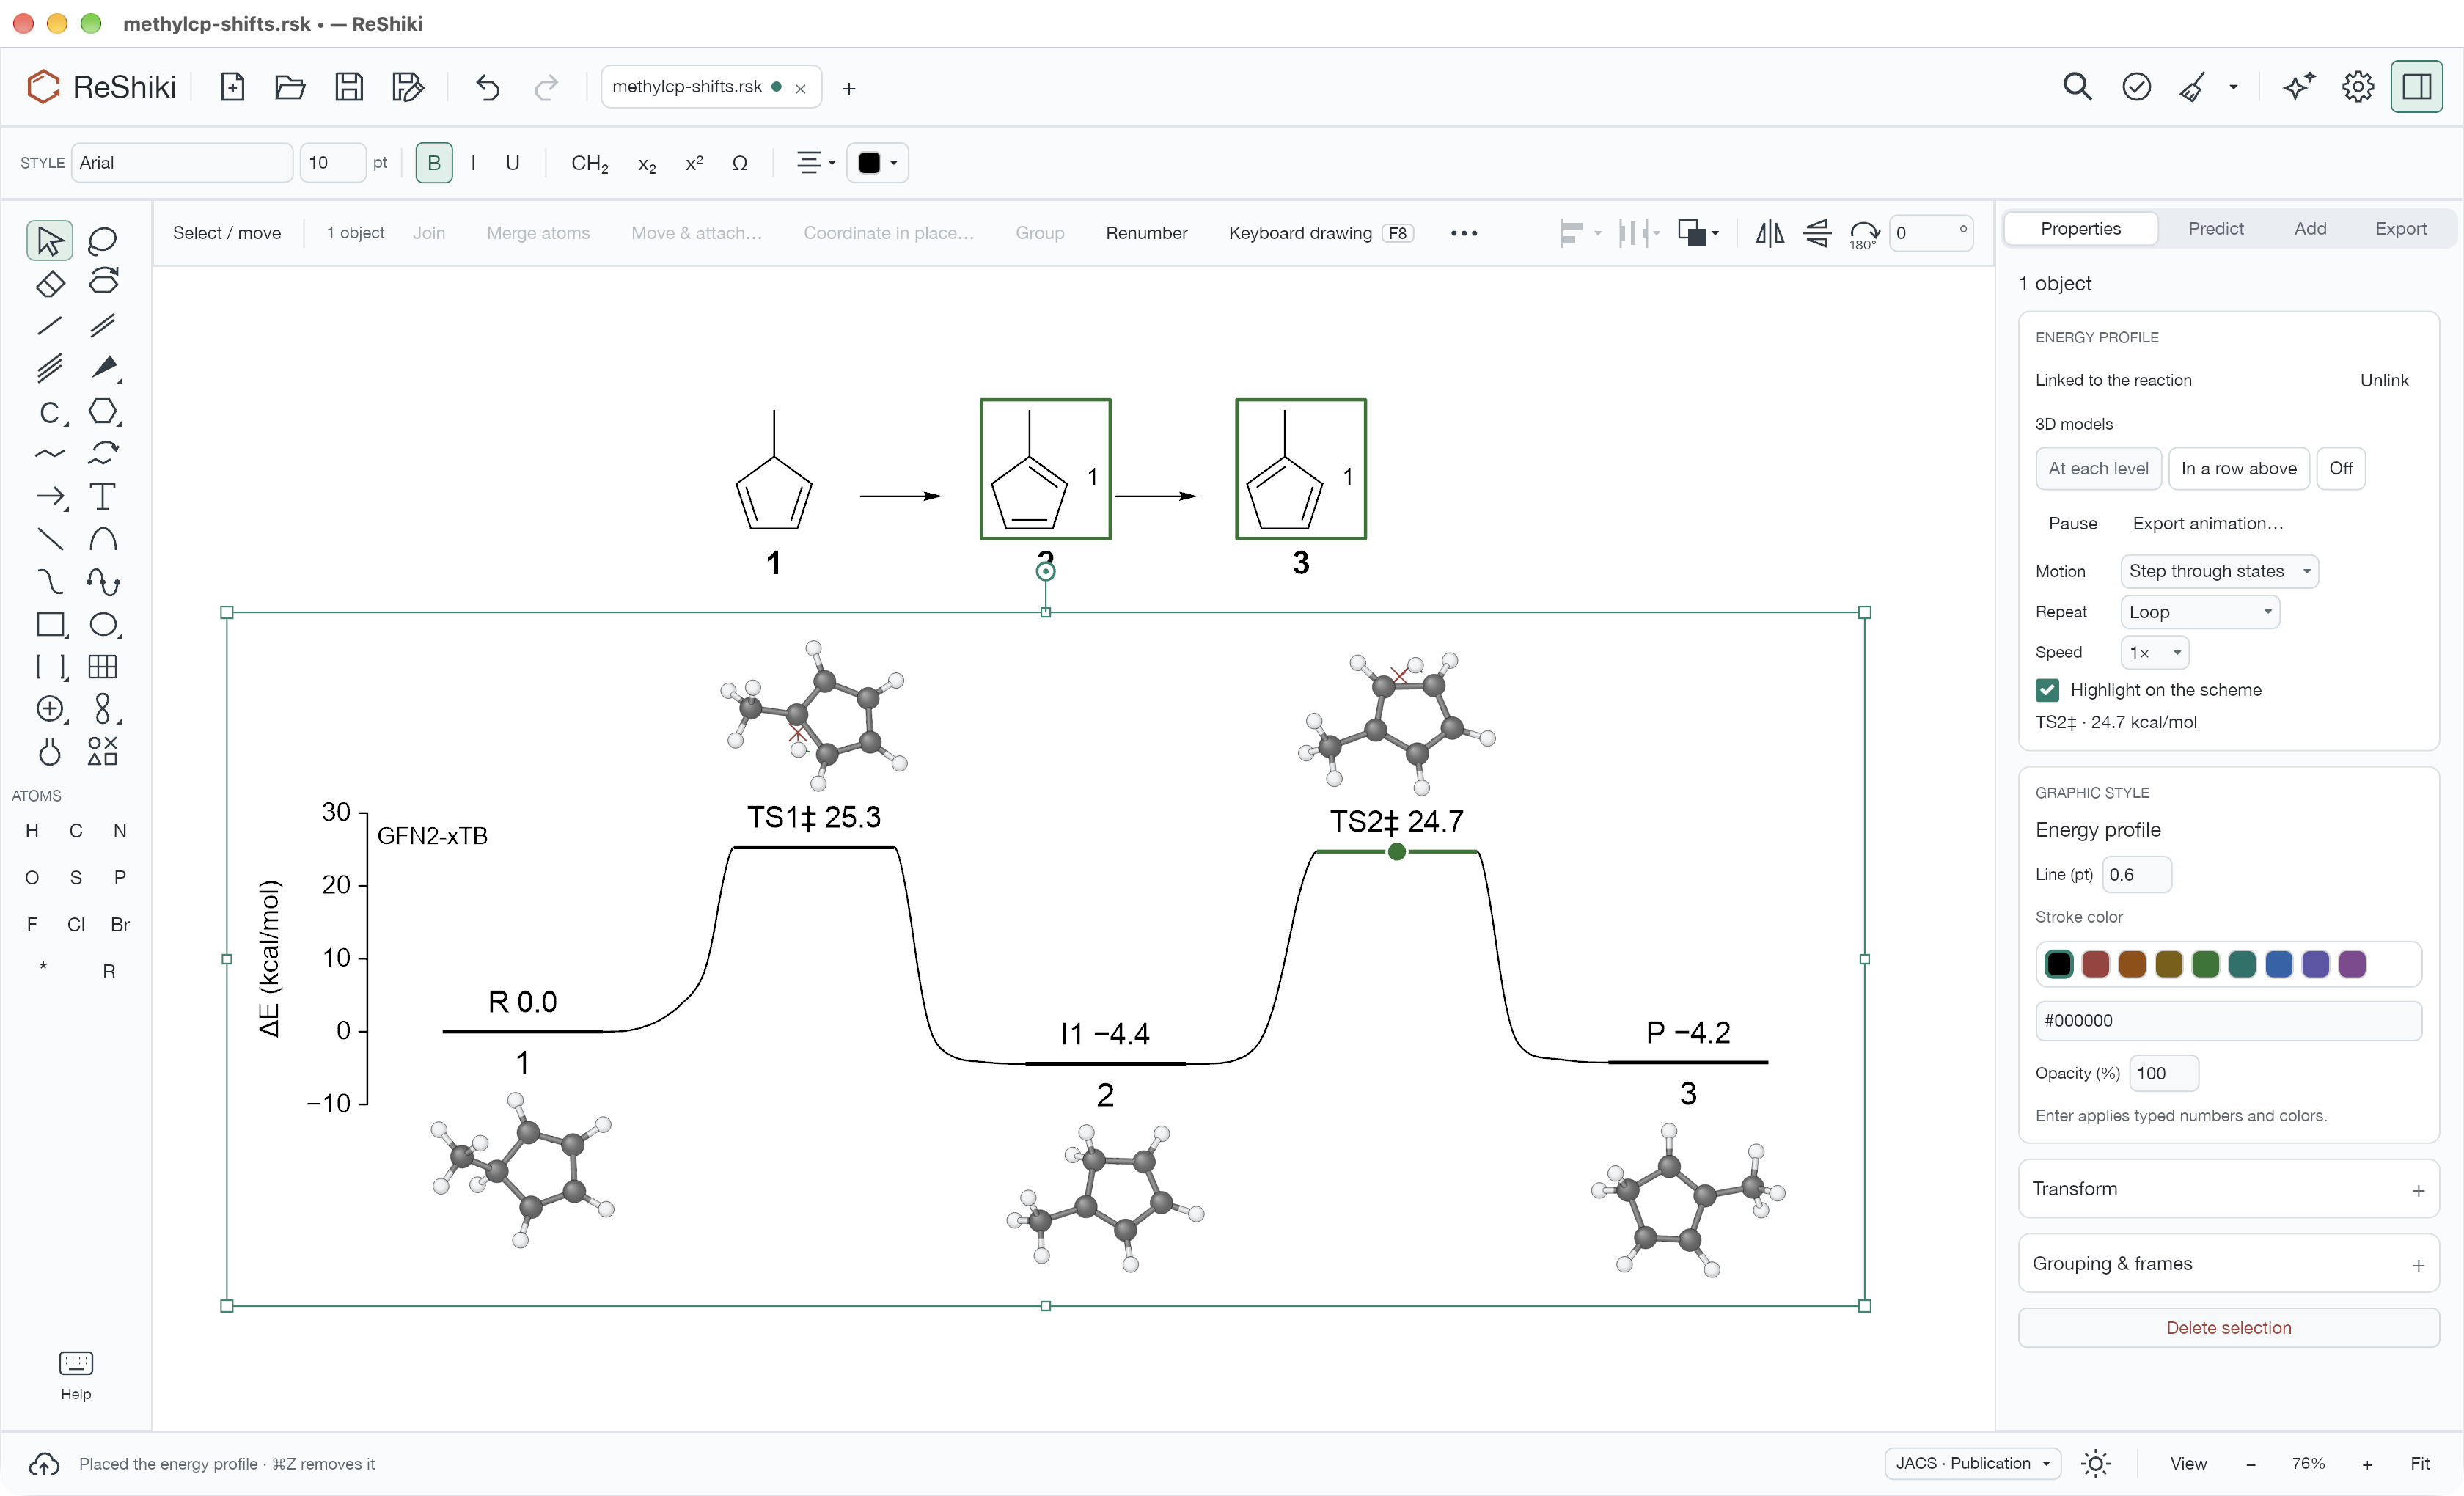 methylcp-shifts.rsk • — ReShiki
ReShiki
methylcp-shifts.rsk
STYLE Arial 10 pt B I U CH₂ x₂ x² Ω
Select / move 1 object Join Merge atoms Move & attach… Coordinate in place… Group Renumber Keyboard drawing F8 ••• 180° 0 °
Properties Predict Add Export
1 object
ENERGY PROFILE
Linked to the reaction Unlink
3D models
At each level In a row above Off
Pause Export animation…
Motion Step through states
Repeat Loop
Speed 1×
Highlight on the scheme
TS2‡ · 24.7 kcal/mol
GRAPHIC STYLE
Energy profile
Line (pt) 0.6
Stroke color
#000000
Opacity (%) 100
Enter applies typed numbers and colors.
Transform +
Grouping & frames +
Delete selection
C
T
ATOMS
H C N
O S P
F Cl Br
* R
Help
1 1
1 2 3
TS1‡ 25.3 TS2‡ 24.7
30
GFN2-xTB
20
10
0
−10
ΔE (kcal/mol)
R 0.0
1
I1 −4.4
2
P −4.2
3
Placed the energy profile · ⌘Z removes it
JACS · Publication View − 76% + Fit